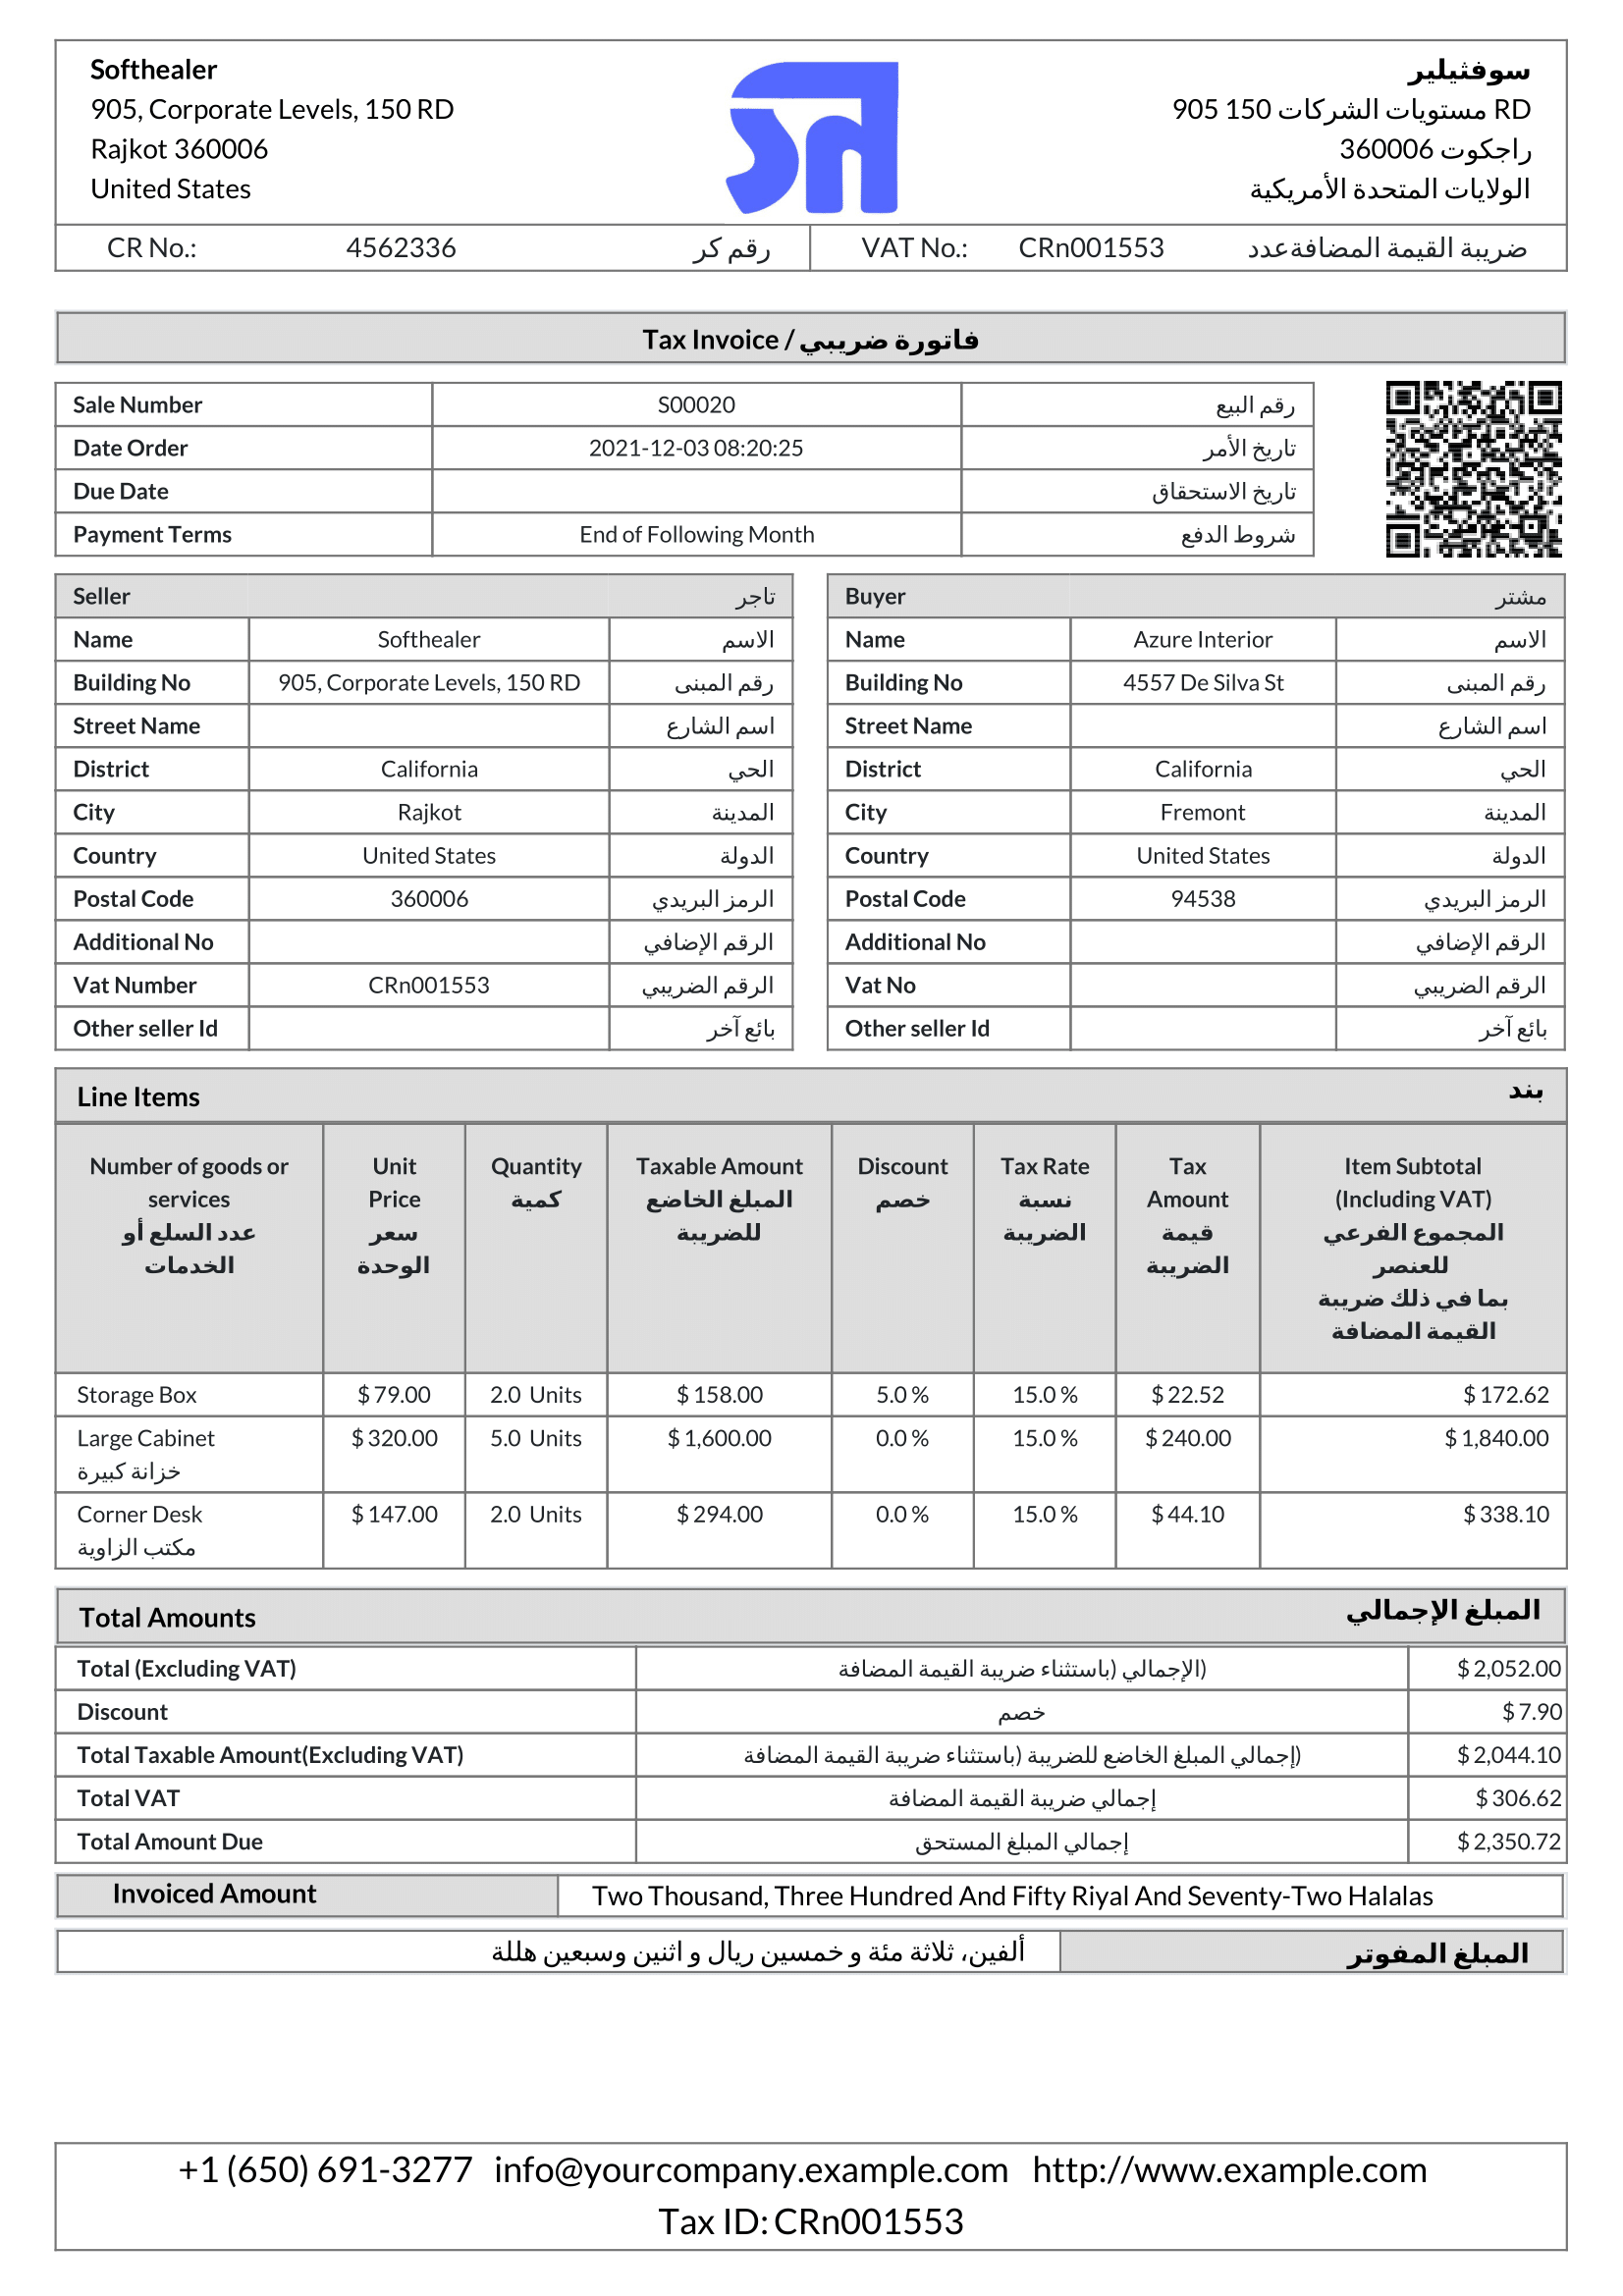 Softhealer
905, Corporate Levels, 150 RD
Rajkot 360006
United States
سوفثيلير
905 150 مستويات الشركات RD
راجكوت 360006
الولايات المتحدة الأمريكية
CR No.: 4562336 رقم كر
VAT No.: CRn001553 ضريبة القيمة المضافةعدد
Tax Invoice / فاتورة ضريبي
Sale Number S00020 رقم البيع
Date Order 2021-12-03 08:20:25 تاريخ الأمر
Due Date تاريخ الاستحقاق
Payment Terms End of Following Month شروط الدفع
Seller تاجر
Name Softhealer الاسم
Building No 905, Corporate Levels, 150 RD رقم المبنى
Street Name اسم الشارع
District California الحي
City Rajkot المدينة
Country United States الدولة
Postal Code 360006 الرمز البريدي
Additional No الرقم الإضافي
Vat Number CRn001553 الرقم الضريبي
Other seller Id بائع آخر
Buyer مشتر
Name Azure Interior الاسم
Building No 4557 De Silva St رقم المبنى
Street Name اسم الشارع
District California الحي
City Fremont المدينة
Country United States الدولة
Postal Code 94538 الرمز البريدي
Additional No الرقم الإضافي
Vat No الرقم الضريبي
Other seller Id بائع آخر
Line Items بند
Number of goods or
services
عدد السلع أو
الخدمات
Unit
Price
سعر
الوحدة
Quantity
كمية
Taxable Amount
المبلغ الخاضع
للضريبة
Discount
خصم
Tax Rate
نسبة
الضريبة
Tax
Amount
قيمة
الضريبة
Item Subtotal
(Including VAT)
المجموع الفرعي
للعنصر
بما في ذلك ضريبة
القيمة المضافة
Storage Box $ 79.00 2.0 Units $ 158.00 5.0 % 15.0 % $ 22.52 $ 172.62
Large Cabinet $ 320.00 5.0 Units $ 1,600.00 0.0 % 15.0 % $ 240.00 $ 1,840.00
خزانة كبيرة
Corner Desk $ 147.00 2.0 Units $ 294.00 0.0 % 15.0 % $ 44.10 $ 338.10
مكتب الزاوية
Total Amounts المبلغ الإجمالي
Total (Excluding VAT) الإجمالي (باستثناء ضريبة القيمة المضافة) $ 2,052.00
Discount خصم $ 7.90
Total Taxable Amount(Excluding VAT) إجمالي المبلغ الخاضع للضريبة (باستثناء ضريبة القيمة المضافة) $ 2,044.10
Total VAT إجمالي ضريبة القيمة المضافة $ 306.62
Total Amount Due إجمالي المبلغ المستحق $ 2,350.72
Invoiced Amount Two Thousand, Three Hundred And Fifty Riyal And Seventy-Two Halalas
المبلغ المفوتر ألفين، ثلاثة مئة و خمسين ريال و اثنين وسبعين هللة
+1 (650) 691-3277 info@yourcompany.example.com http://www.example.com
Tax ID: CRn001553